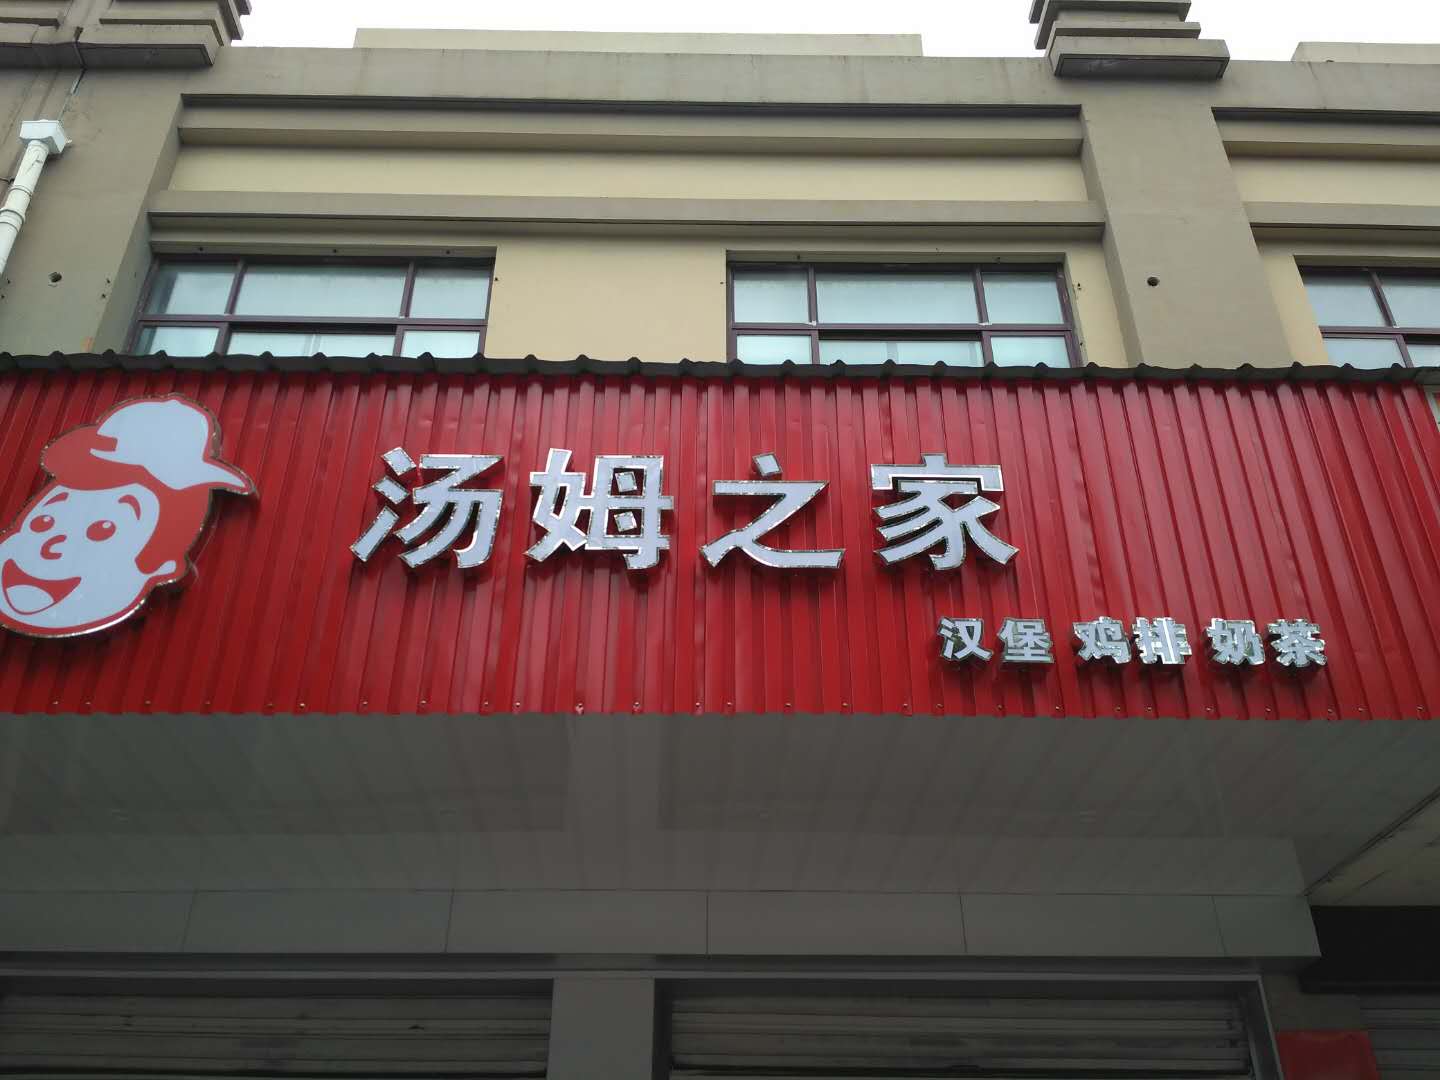 汤姆之家
汉堡 鸡排 奶茶